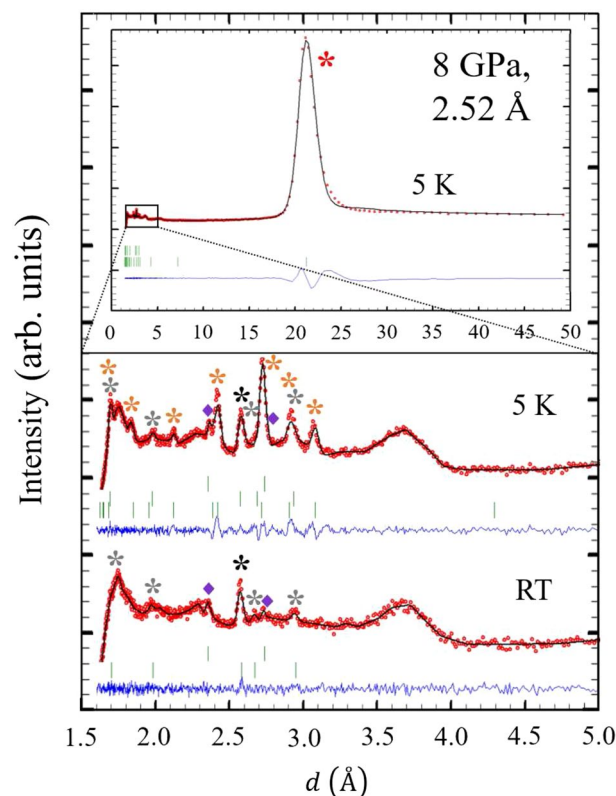 8 GPa,
2.52 Å
*
5 K
0 5 10 15 20 25 30 35 40 45 50
Intensity (arb. units)
5 K
RT
1.5 2.0 2.5 3.0 3.5 4.0 4.5 5.0
d (Å)